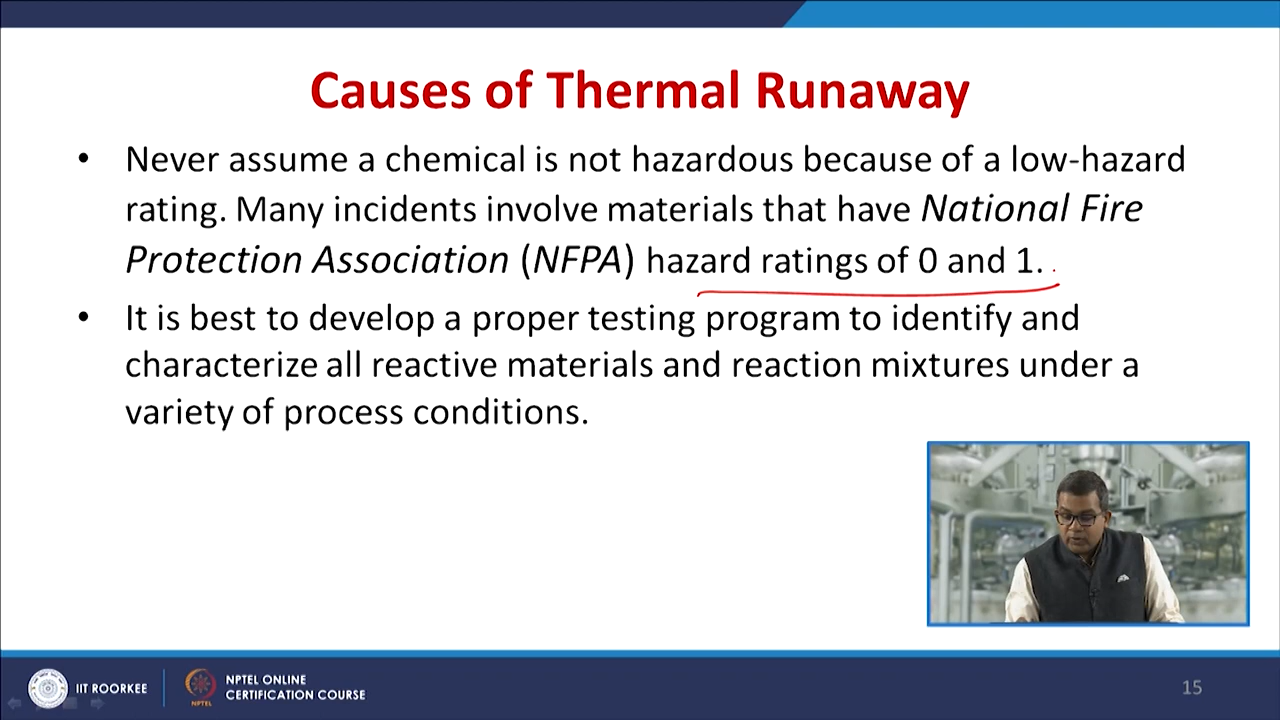 Causes of Thermal Runaway
• Never assume a chemical is not hazardous because of a low-hazard
rating. Many incidents involve materials that have National Fire
Protection Association (NFPA) hazard ratings of 0 and 1.
• It is best to develop a proper testing program to identify and
characterize all reactive materials and reaction mixtures under a
variety of process conditions.
IIT ROORKEE
NPTEL
NPTEL ONLINE
CERTIFICATION COURSE
15